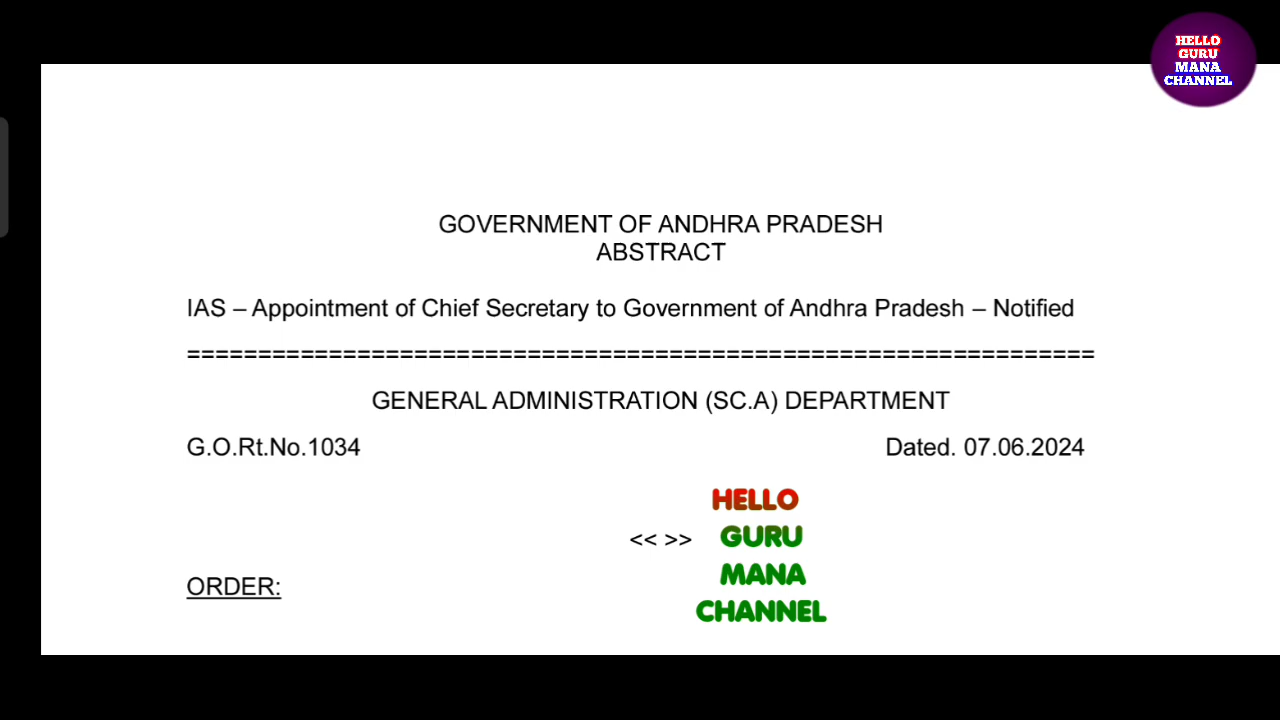 HELLO
GURU
MANA
CHANNEL
GOVERNMENT OF ANDHRA PRADESH
ABSTRACT
IAS – Appointment of Chief Secretary to Government of Andhra Pradesh – Notified
================================================================
GENERAL ADMINISTRATION (SC.A) DEPARTMENT
G.O.Rt.No.1034 Dated. 07.06.2024
HELLO
<< >> GURU
MANA
CHANNEL
ORDER: